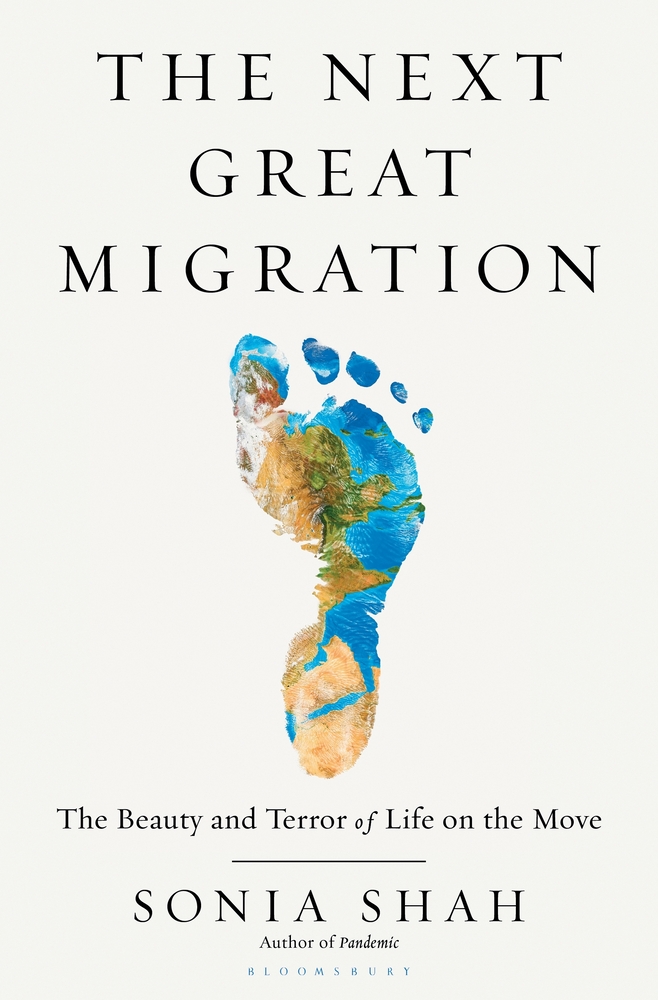 THE NEXT
GREAT
MIGRATION
The Beauty and Terror of Life on the Move
SONIA SHAH
Author of Pandemic
BLOOMSBURY